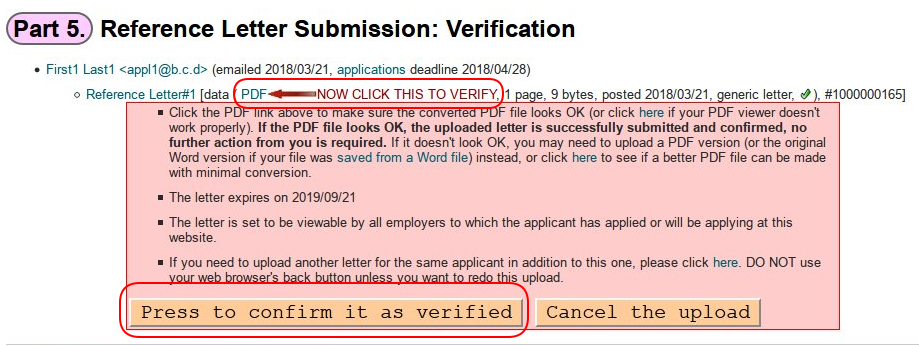 Part 5. Reference Letter Submission: Verification
First1 Last1 <appl1@b.c.d> (emailed 2018/03/21, applications deadline 2018/04/28)
Reference Letter#1 [data / PDF NOW CLICK THIS TO VERIFY, 1 page, 9 bytes, posted 2018/03/21, generic letter, ), #1000000165]
Click the PDF link above to make sure the converted PDF file looks OK (or click here if your PDF viewer doesn't
work properly). If the PDF file looks OK, the uploaded letter is successfully submitted and confirmed, no
further action from you is required. If it doesn't look OK, you may need to upload a PDF version (or the original
Word version if your file was saved from a Word file) instead, or click here to see if a better PDF file can be made
with minimal conversion.
The letter expires on 2019/09/21
The letter is set to be viewable by all employers to which the applicant has applied or will be applying at this
website.
If you need to upload another letter for the same applicant in addition to this one, please click here. DO NOT use
your web browser's back button unless you want to redo this upload.
Press to confirm it as verified Cancel the upload